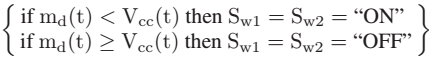 { if m_d(t) < V_cc(t) then S_w1 = S_w2 = “ON” }
{ if m_d(t) ≥ V_cc(t) then S_w1 = S_w2 = “OFF” }